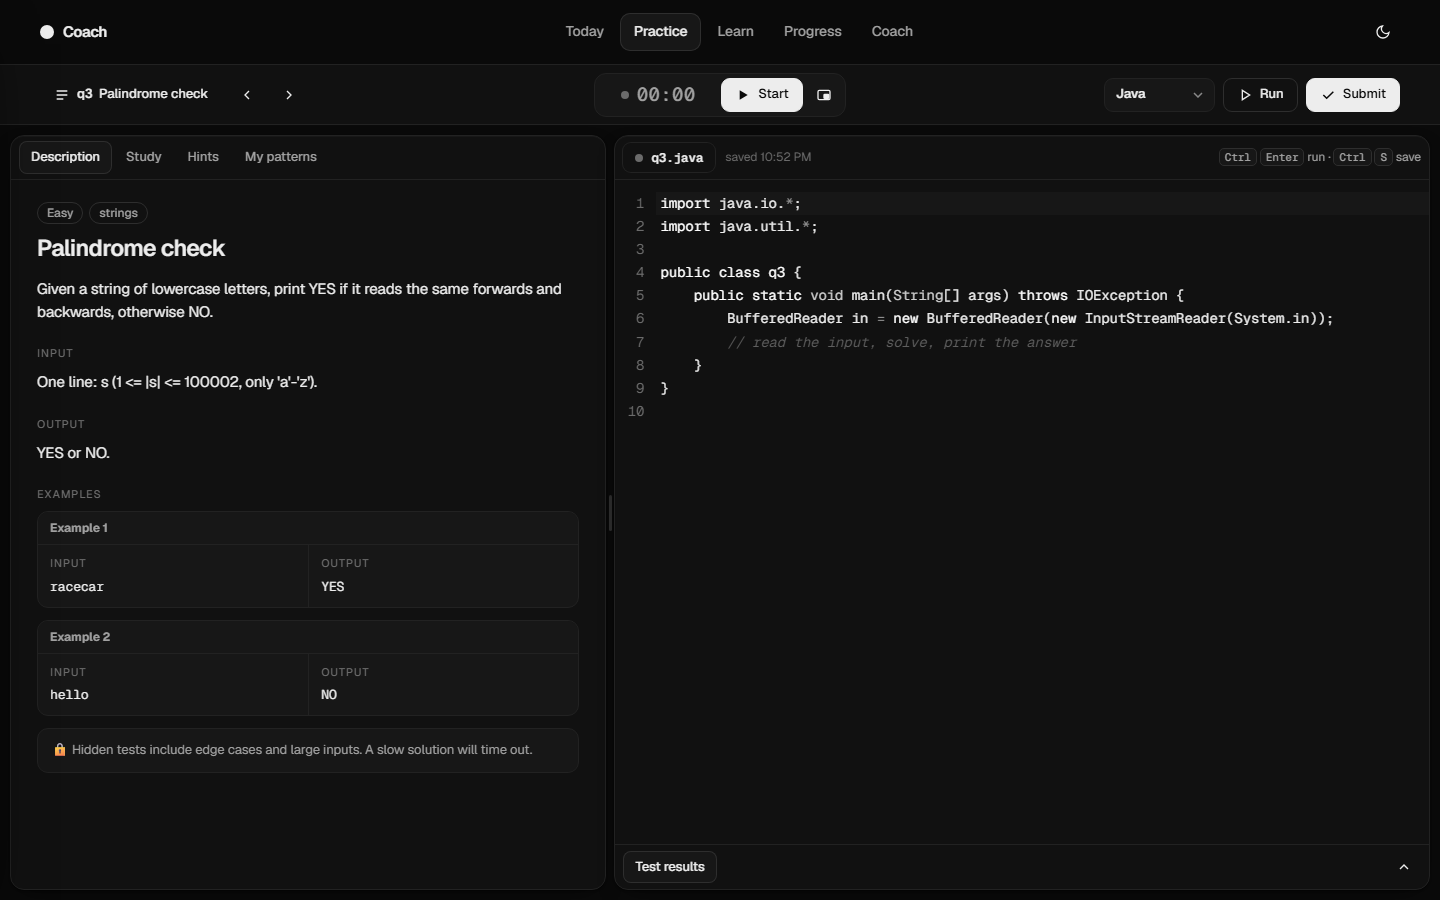 Coach
Today Practice Learn Progress Coach
q3 Palindrome check
00:00 Start
Java Run Submit
Description Study Hints My patterns
Easy strings
Palindrome check
Given a string of lowercase letters, print YES if it reads the same forwards and
backwards, otherwise NO.
INPUT
One line: s (1 <= |s| <= 100002, only 'a'-'z').
OUTPUT
YES or NO.
EXAMPLES
Example 1
INPUT OUTPUT
racecar YES
Example 2
INPUT OUTPUT
hello NO
Hidden tests include edge cases and large inputs. A slow solution will time out.
q3.java saved 10:52 PM Ctrl Enter run · Ctrl S save
1 import java.io.*;
2 import java.util.*;
3
4 public class q3 {
5     public static void main(String[] args) throws IOException {
6         BufferedReader in = new BufferedReader(new InputStreamReader(System.in));
7         // read the input, solve, print the answer
8     }
9 }
10
Test results